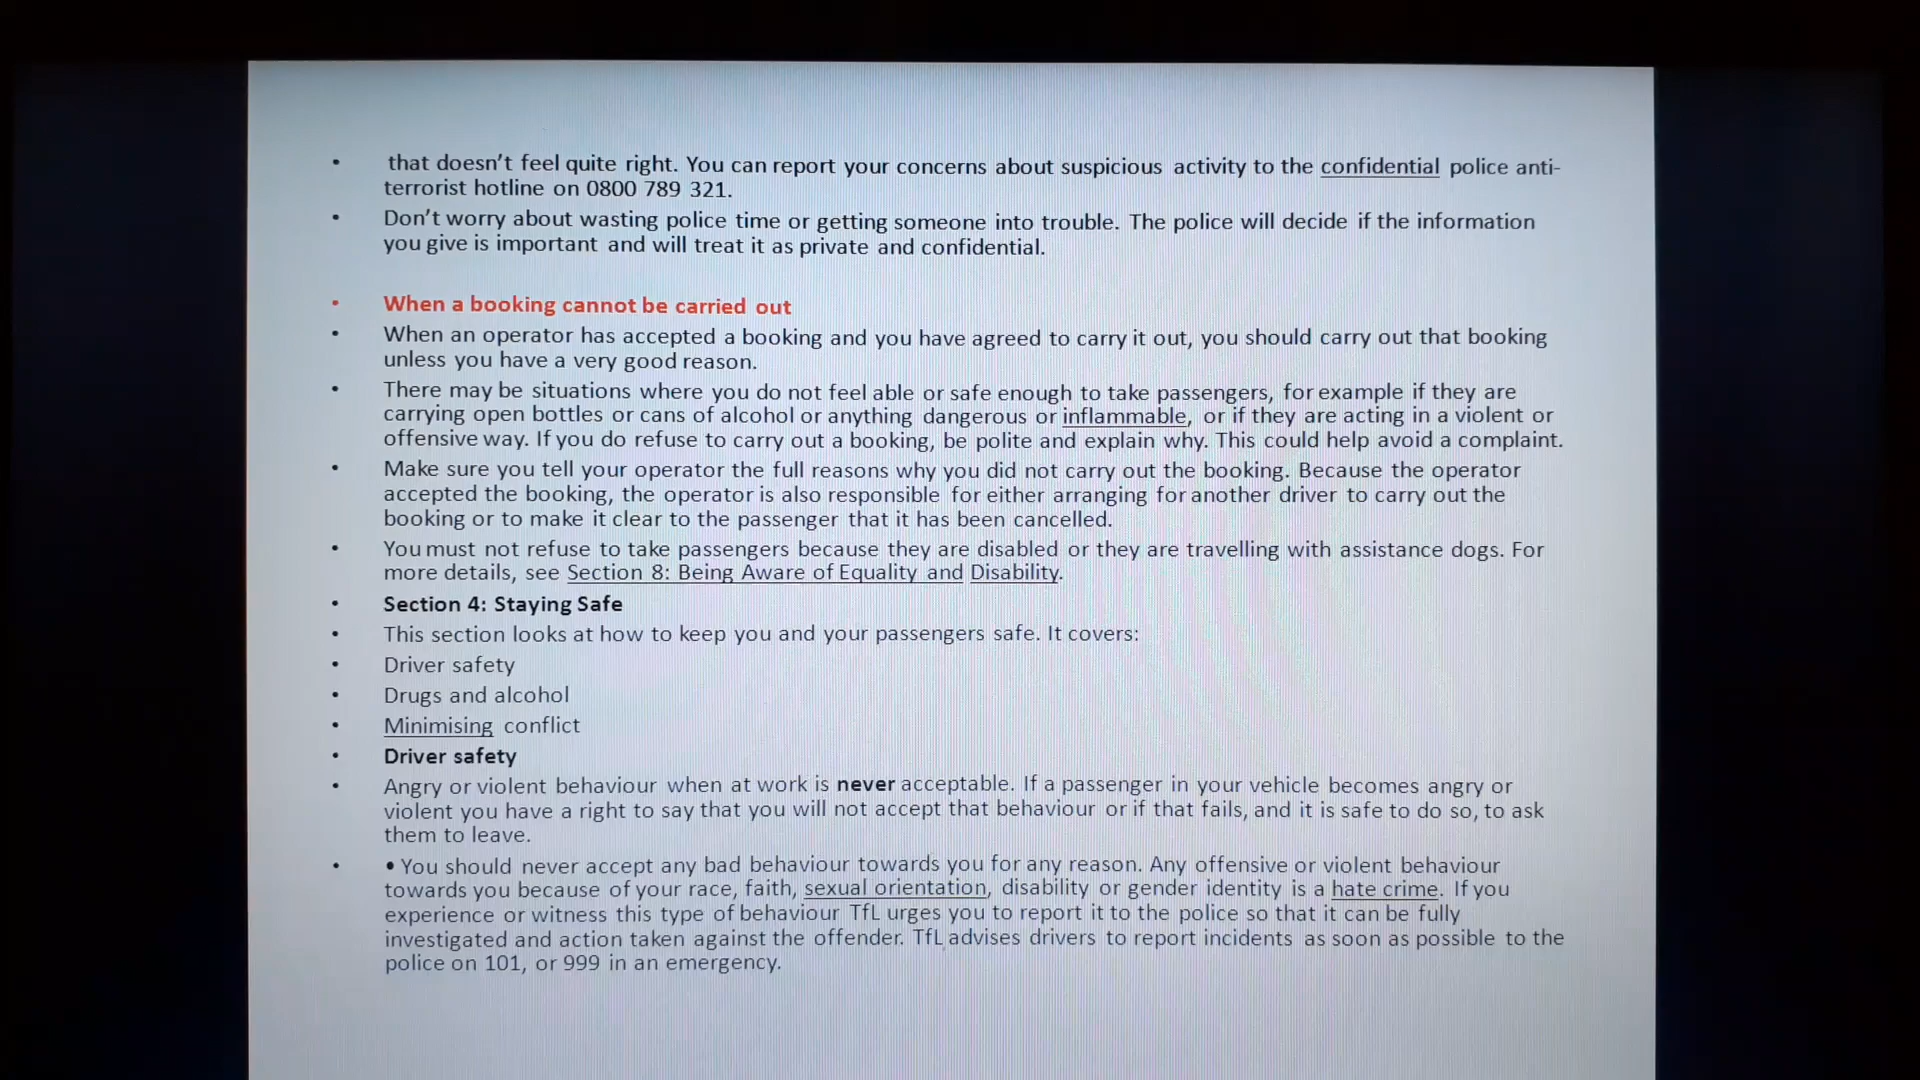 • that doesn't feel quite right. You can report your concerns about suspicious activity to the confidential police anti-
terrorist hotline on 0800 789 321.
• Don't worry about wasting police time or getting someone into trouble. The police will decide if the information
you give is important and will treat it as private and confidential.
• When a booking cannot be carried out
• When an operator has accepted a booking and you have agreed to carry it out, you should carry out that booking
unless you have a very good reason.
• There may be situations where you do not feel able or safe enough to take passengers, for example if they are
carrying open bottles or cans of alcohol or anything dangerous or inflammable, or if they are acting in a violent or
offensive way. If you do refuse to carry out a booking, be polite and explain why. This could help avoid a complaint.
• Make sure you tell your operator the full reasons why you did not carry out the booking. Because the operator
accepted the booking, the operator is also responsible for either arranging for another driver to carry out the
booking or to make it clear to the passenger that it has been cancelled.
• You must not refuse to take passengers because they are disabled or they are travelling with assistance dogs. For
more details, see Section 8: Being Aware of Equality and Disability.
• Section 4: Staying Safe
• This section looks at how to keep you and your passengers safe. It covers:
• Driver safety
• Drugs and alcohol
• Minimising conflict
• Driver safety
• Angry or violent behaviour when at work is never acceptable. If a passenger in your vehicle becomes angry or
violent you have a right to say that you will not accept that behaviour or if that fails, and it is safe to do so, to ask
them to leave.
• • You should never accept any bad behaviour towards you for any reason. Any offensive or violent behaviour
towards you because of your race, faith, sexual orientation, disability or gender identity is a hate crime. If you
experience or witness this type of behaviour TfL urges you to report it to the police so that it can be fully
investigated and action taken against the offender. TfL advises drivers to report incidents as soon as possible to the
police on 101, or 999 in an emergency.